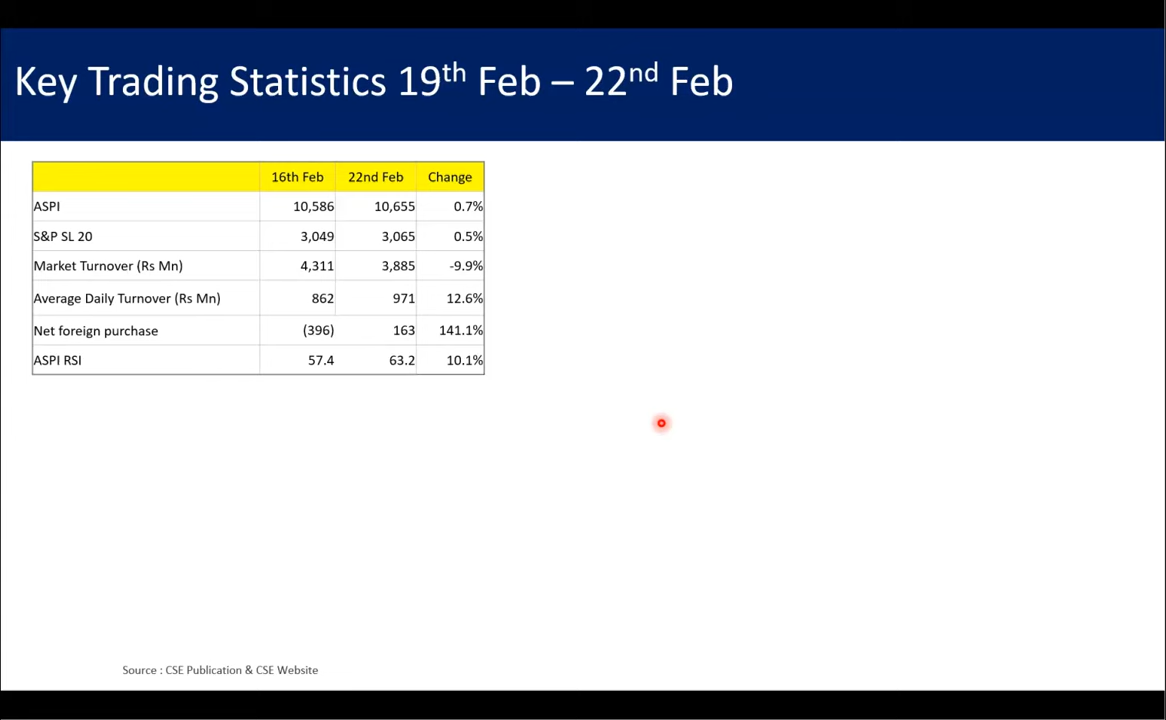 Key Trading Statistics 19th Feb – 22nd Feb
16th Feb 22nd Feb Change
ASPI 10,586 10,655 0.7%
S&P SL 20 3,049 3,065 0.5%
Market Turnover (Rs Mn) 4,311 3,885 -9.9%
Average Daily Turnover (Rs Mn) 862 971 12.6%
Net foreign purchase (396) 163 141.1%
ASPI RSI 57.4 63.2 10.1%
Source : CSE Publication & CSE Website